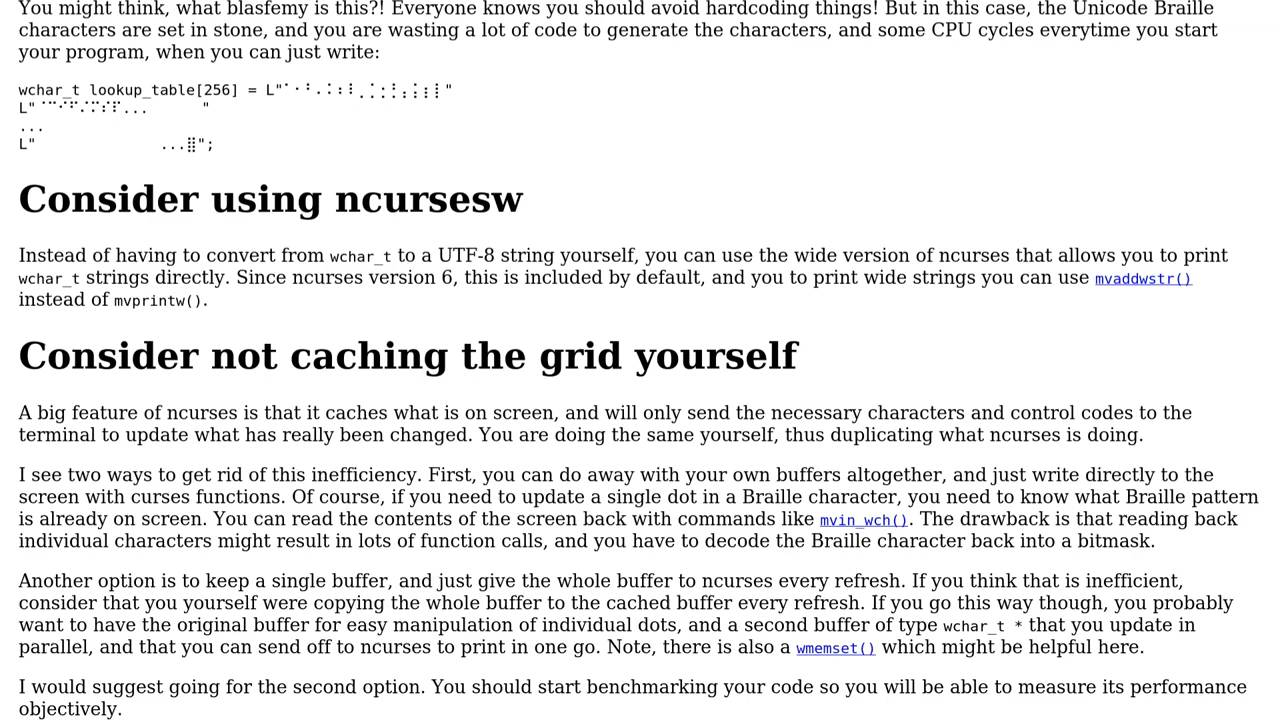 You might think, what blasfemy is this?! Everyone knows you should avoid hardcoding things! But in this case, the Unicode Braille
characters are set in stone, and you are wasting a lot of code to generate the characters, and some CPU cycles everytime you start
your program, when you can just write:
wchar_t lookup_table[256] = L"⠁⠂⠃⠄⠅⠆⠇⡀⡁⡂⡃⡄⡅⡆⡇"
L"⠈⠉⠊⠋⠌⠍⠎⠏...      "
...
L"              ...⣿";
Consider using ncursesw
Instead of having to convert from wchar_t to a UTF-8 string yourself, you can use the wide version of ncurses that allows you to print
wchar_t strings directly. Since ncurses version 6, this is included by default, and you to print wide strings you can use mvaddwstr()
instead of mvprintw().
Consider not caching the grid yourself
A big feature of ncurses is that it caches what is on screen, and will only send the necessary characters and control codes to the
terminal to update what has really been changed. You are doing the same yourself, thus duplicating what ncurses is doing.
I see two ways to get rid of this inefficiency. First, you can do away with your own buffers altogether, and just write directly to the
screen with curses functions. Of course, if you need to update a single dot in a Braille character, you need to know what Braille pattern
is already on screen. You can read the contents of the screen back with commands like mvin_wch(). The drawback is that reading back
individual characters might result in lots of function calls, and you have to decode the Braille character back into a bitmask.
Another option is to keep a single buffer, and just give the whole buffer to ncurses every refresh. If you think that is inefficient,
consider that you yourself were copying the whole buffer to the cached buffer every refresh. If you go this way though, you probably
want to have the original buffer for easy manipulation of individual dots, and a second buffer of type wchar_t * that you update in
parallel, and that you can send off to ncurses to print in one go. Note, there is also a wmemset() which might be helpful here.
I would suggest going for the second option. You should start benchmarking your code so you will be able to measure its performance
objectively.